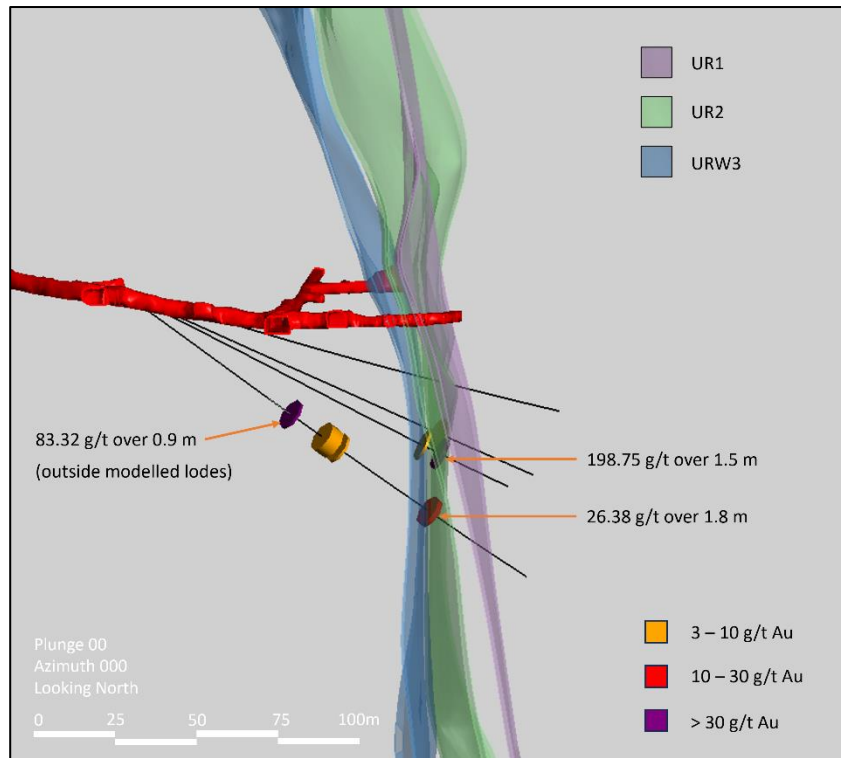 UR1
UR2
URW3
83.32 g/t over 0.9 m
(outside modelled lodes)
198.75 g/t over 1.5 m
26.38 g/t over 1.8 m
Plunge 00
Azimuth 000
Looking North
0 25 50 75 100m
3 – 10 g/t Au
10 – 30 g/t Au
> 30 g/t Au